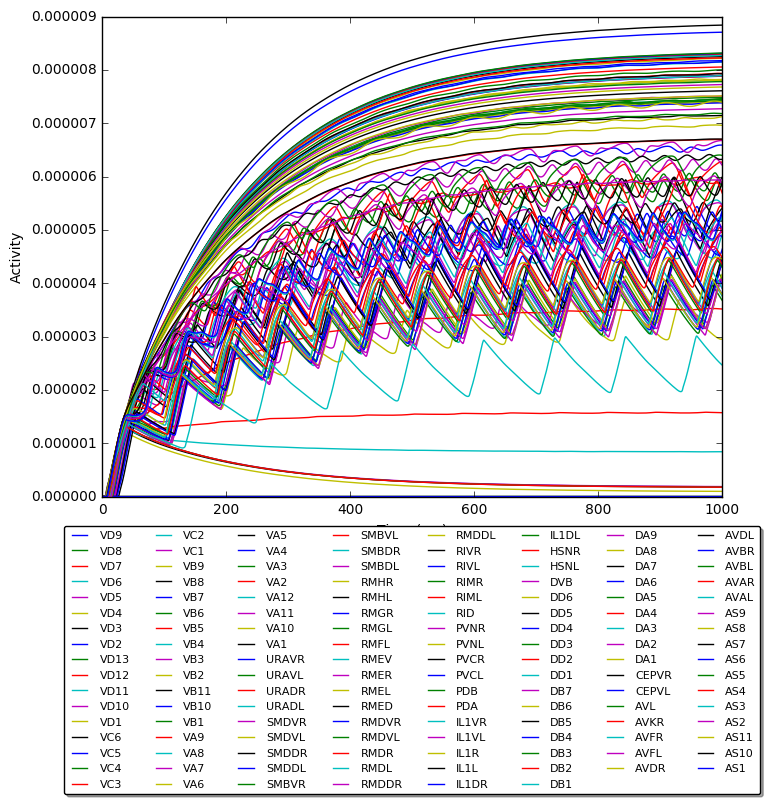 0.000009
0.000008
0.000007
0.000006
0.000005
0.000004
0.000003
0.000002
0.000001
0.000000
Activity
0 200 400 600 800 1000
VD9 VC2 VA5 SMBVL RMDDL IL1DL DA9 AVDL
VD8 VC1 VA4 SMBDR RIVR HSNR DA8 AVBR
VD7 VB9 VA3 SMBDL RIVL HSNL DA7 AVBL
VD6 VB8 VA2 RMHR RIMR DVB DA6 AVAR
VD5 VB7 VA12 RMHL RIML DD6 DA5 AVAL
VD4 VB6 VA11 RMGR RID DD5 DA4 AS9
VD3 VB5 VA10 RMGL PVNR DD4 DA3 AS8
VD2 VB4 VA1 RMFL PVNL DD3 DA2 AS7
VD13 VB3 URAVR RMEV PVCR DD2 DA1 AS6
VD12 VB2 URAVL RMER PVCL DD1 CEPVR AS5
VD11 VB11 URADR RMEL PDB DB7 CEPVL AS4
VD10 VB10 URADL RMED PDA DB6 AVL AS3
VD1 VB1 SMDVR RMDVR IL1VR DB5 AVKR AS2
VC6 VA9 SMDVL RMDVL IL1VL DB4 AVFR AS11
VC5 VA8 SMDDR RMDR IL1R DB3 AVFL AS10
VC4 VA7 SMDDL RMDL IL1L DB2 AVDR AS1
VC3 VA6 SMBVR RMDDR IL1DR DB1